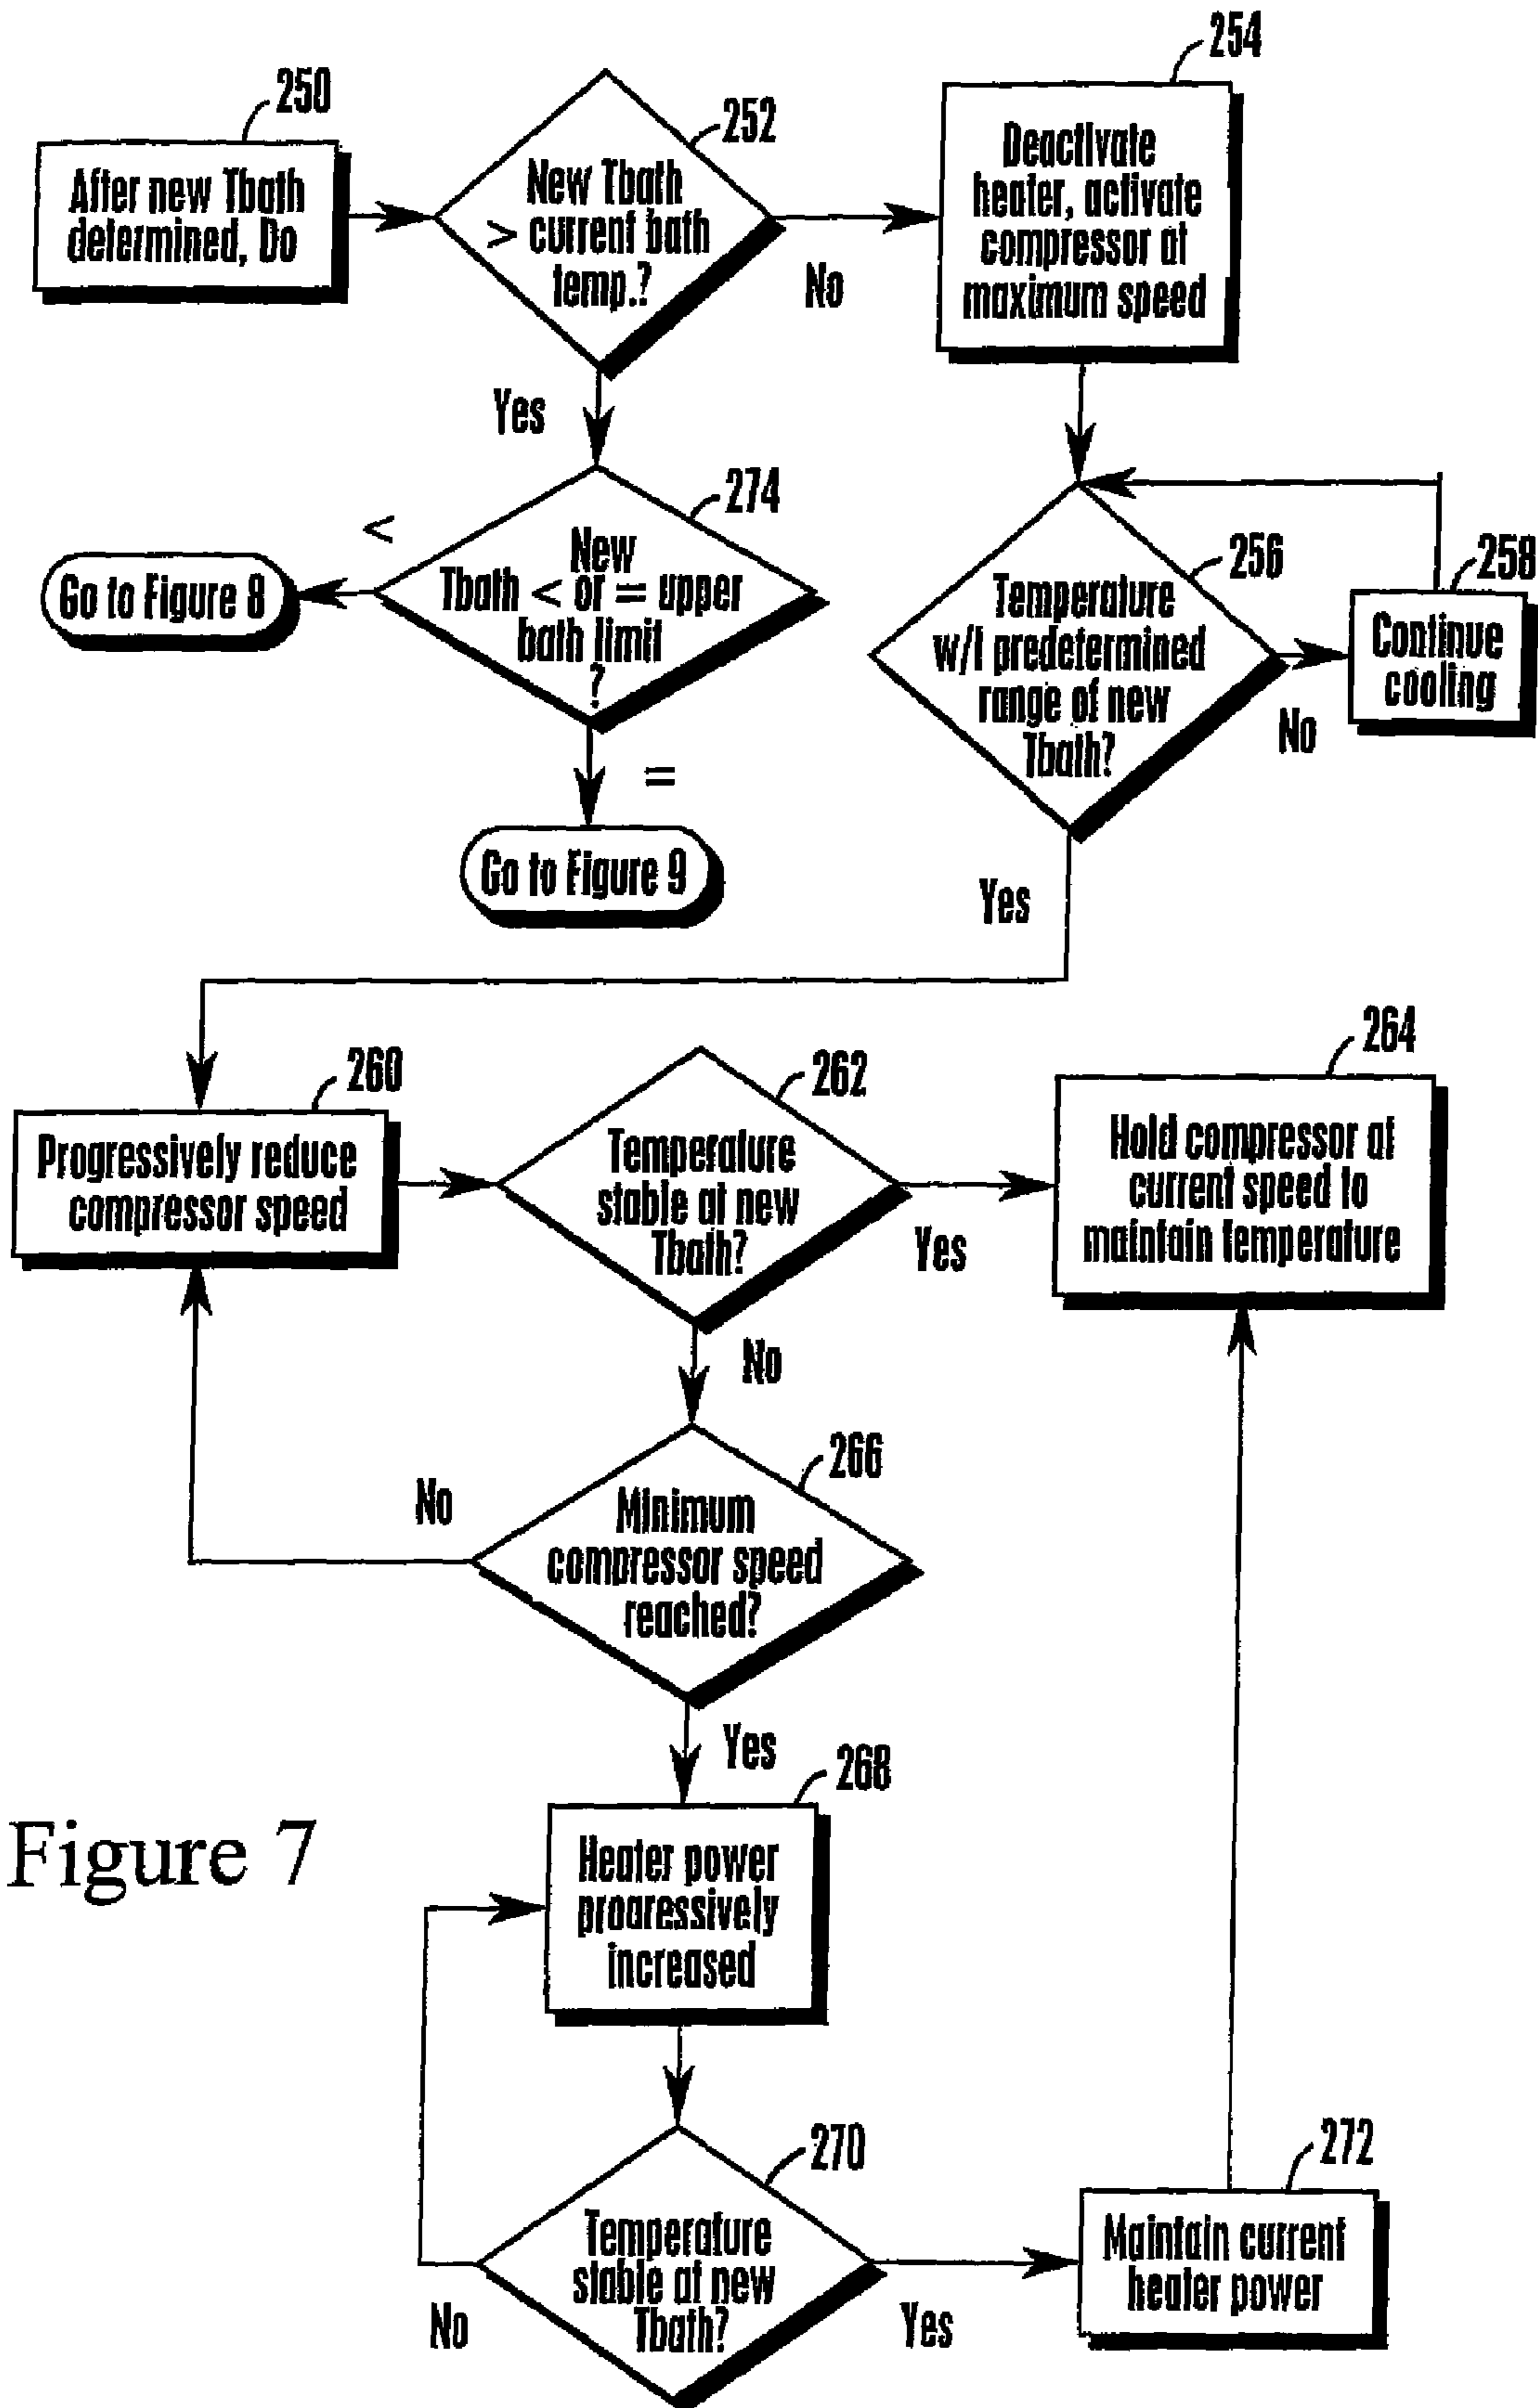 250
After new Tbath
determined, Do
252
New Tbath
> current bath
temp.?
No
Yes
254
Deactivate
heater, activate
compressor at
maximum speed
274
<
New
Tbath < or = upper
bath limit
?
Go to Figure 8
=
Go to Figure 9
256
Temperature
w/i predetermined
range of new
Tbath?
No
258
Continue
cooling
Yes
260
Progressively reduce
compressor speed
262
Temperature
stable at new
Tbath?
Yes
264
Hold compressor at
current speed to
maintain temperature
No
266
Minimum
compressor speed
reached?
No
Yes
268
Heater power
progressively
increased
Figure 7
270
Temperature
stable at new
Tbath?
No
Yes
272
Maintain current
heater power